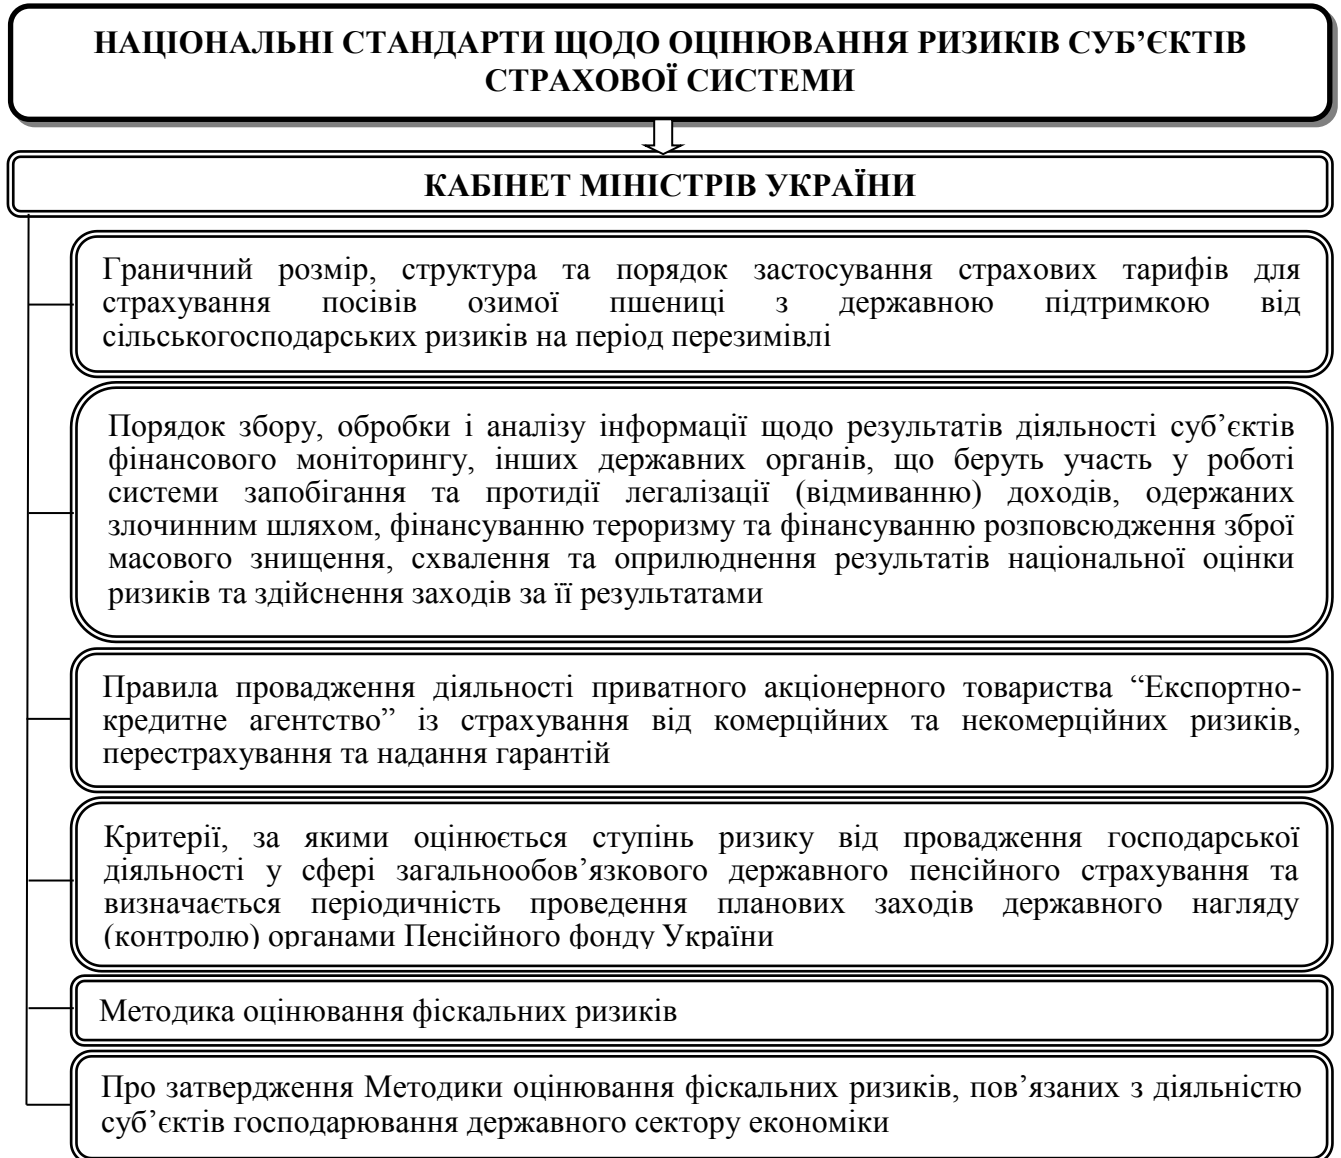 НАЦІОНАЛЬНІ СТАНДАРТИ ЩОДО ОЦІНЮВАННЯ РИЗИКІВ СУБ’ЄКТІВ
СТРАХОВОЇ СИСТЕМИ
КАБІНЕТ МІНІСТРІВ УКРАЇНИ
Граничний розмір, структура та порядок застосування страхових тарифів для
страхування посівів озимої пшениці з державною підтримкою від
сільськогосподарських ризиків на період перезимівлі
Порядок збору, обробки і аналізу інформації щодо результатів діяльності суб’єктів
фінансового моніторингу, інших державних органів, що беруть участь у роботі
системи запобігання та протидії легалізації (відмиванню) доходів, одержаних
злочинним шляхом, фінансуванню тероризму та фінансуванню розповсюдження зброї
масового знищення, схвалення та оприлюднення результатів національної оцінки
ризиків та здійснення заходів за її результатами
Правила провадження діяльності приватного акціонерного товариства “Експортно-
кредитне агентство” із страхування від комерційних та некомерційних ризиків,
перестрахування та надання гарантій
Критерії, за якими оцінюється ступінь ризику від провадження господарської
діяльності у сфері загальнообов’язкового державного пенсійного страхування та
визначається періодичність проведення планових заходів державного нагляду
(контролю) органами Пенсійного фонду України
Методика оцінювання фіскальних ризиків
Про затвердження Методики оцінювання фіскальних ризиків, пов’язаних з діяльністю
суб’єктів господарювання державного сектору економіки